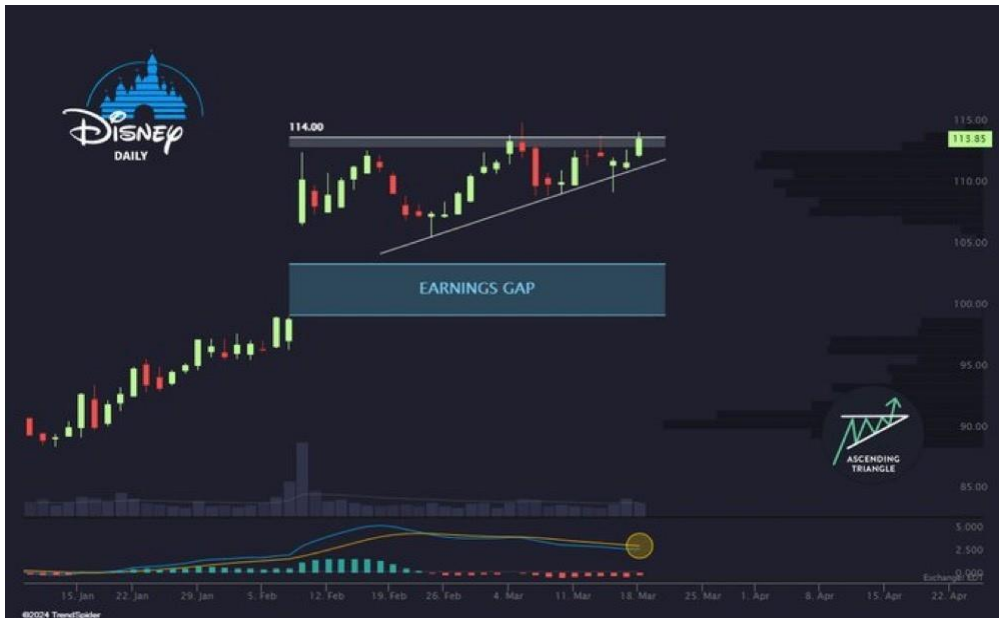 DISNEY
DAILY
114.00
115.00
113.85
110.00
105.00
EARNINGS GAP
100.00
95.00
90.00
ASCENDING
TRIANGLE
85.00
5.000
2.500
0.000
Exchange: EDT
15. Jan 22. Jan 29. Jan 5. Feb 12. Feb 19. Feb 26. Feb 4. Mar 11. Mar 18 Mar 25. Mar 1. Apr 8. Apr 15. Apr 22. Apr
©2024 TrendSpider